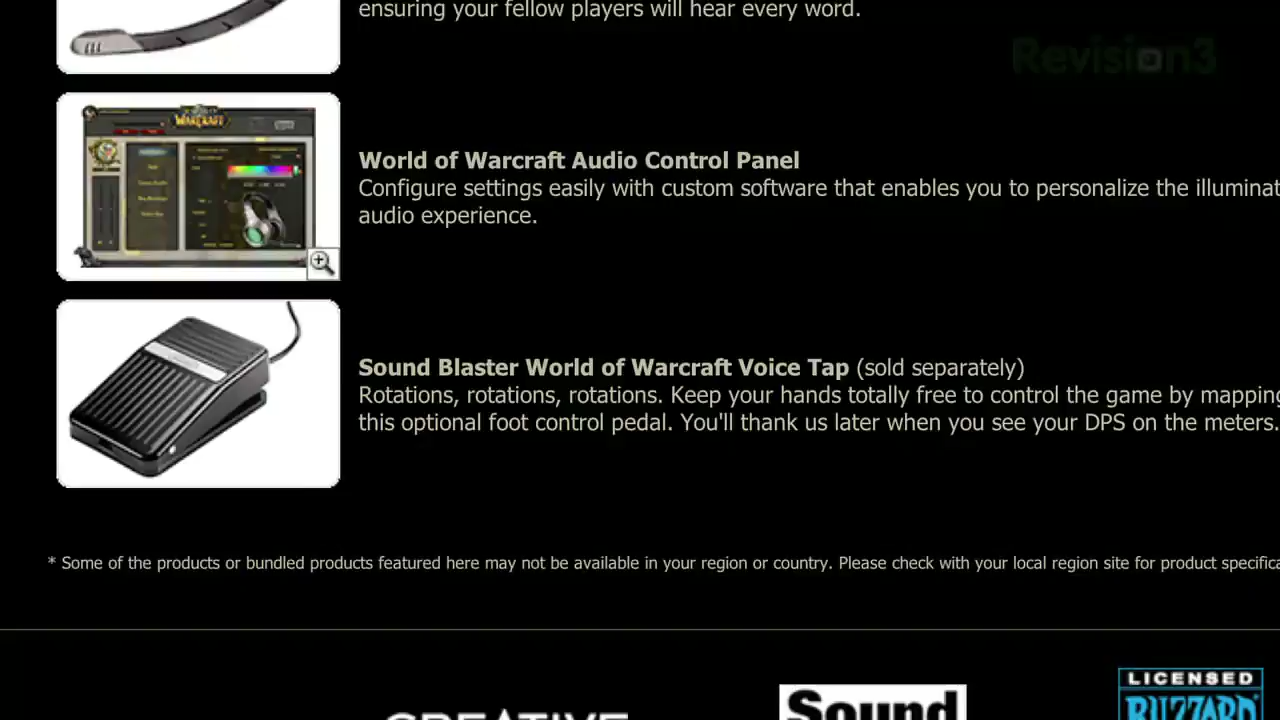 ensuring your fellow players will hear every word.
Revision3
WARCRAFT
World of Warcraft Audio Control Panel
Configure settings easily with custom software that enables you to personalize the
audio experience.
Sound Blaster World of Warcraft Voice Tap (sold separately)
Rotations, rotations, rotations. Keep your hands totally free to control the game by mapping
this optional foot control pedal. You'll thank us later when you see your DPS on the meters.
* Some of the products or bundled products featured here may not be available in your region or country. Please check with your local region site for product
CREATIVE
Sound
LICENSED
BLIZZARD